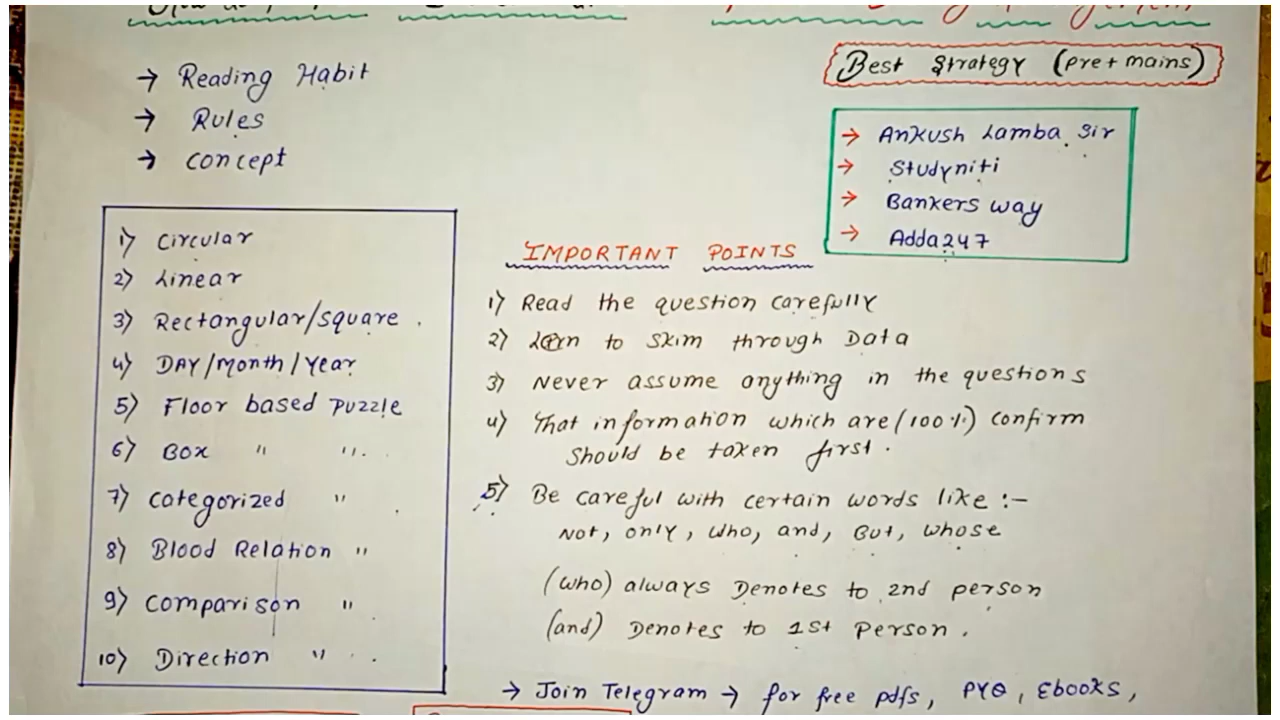 → Reading Habit
→ Rules
→ concept
Best Strategy (pre + mains)
→ Ankush Lamba Sir
→ Studyniti
→ Bankers way
→ Adda247
1) Circular
2) Linear
3) Rectangular/square
4) DAY/month/Year
5) Floor based puzzle
6) Box " "
7) categorized "
8) Blood Relation "
9) comparison "
10) Direction "
IMPORTANT POINTS
1) Read the question carefully
2) Learn to skim through Data
3) Never assume anything in the questions
4) That information which are (100%) confirm
should be taken first.
5) Be careful with certain words like :-
Not, only, who, and, But, whose
(who) always Denotes to 2nd person
(and) Denotes to 1st person.
→ Join Telegram → for free pdfs, PYQ, Ebooks,